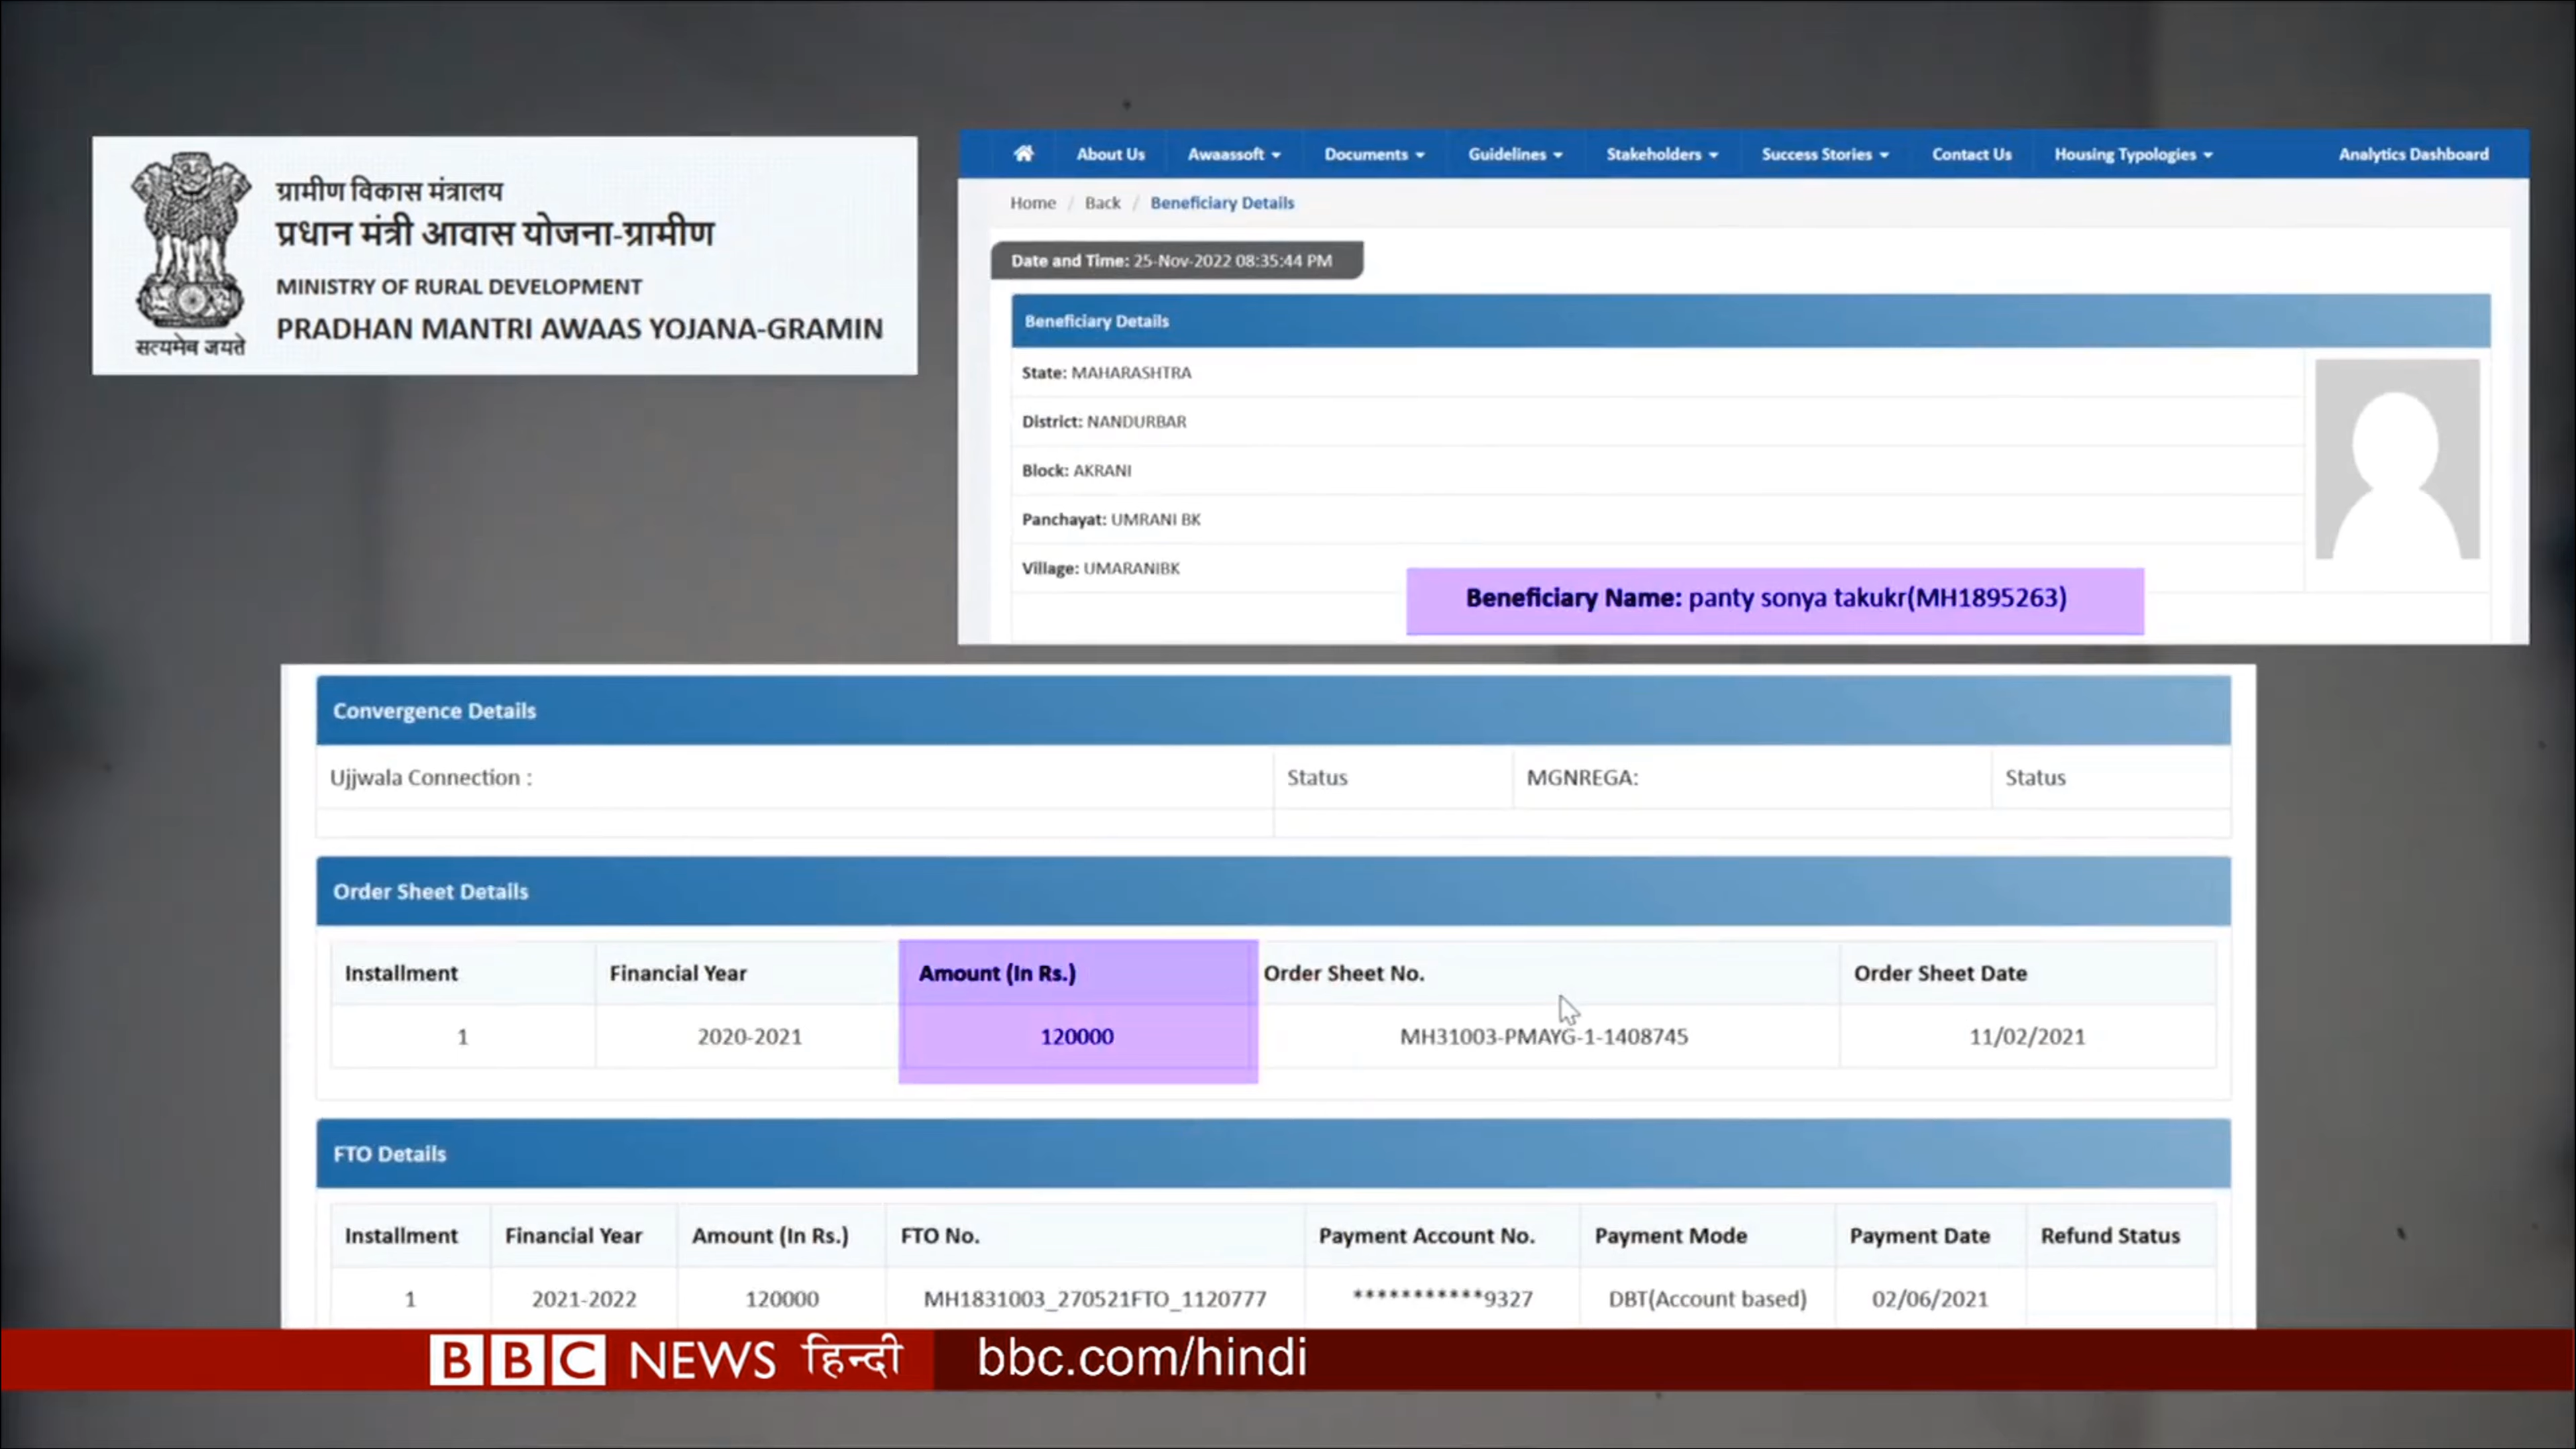 ग्रामीण विकास मंत्रालय
प्रधान मंत्री आवास योजना-ग्रामीण
MINISTRY OF RURAL DEVELOPMENT
PRADHAN MANTRI AWAAS YOJANA-GRAMIN
सत्यमेव जयते
About Us Awaassoft Documents Guidelines Stakeholders Success Stories Contact Us Housing Typologies Analytics Dashboard
Home / Back / Beneficiary Details
Date and Time: 25-Nov-2022 08:35:44 PM
Beneficiary Details
State: MAHARASHTRA
District: NANDURBAR
Block: AKRANI
Panchayat: UMRANI BK
Village: UMARANIBK
Beneficiary Name: panty sonya takukr(MH1895263)
Convergence Details
Ujjwala Connection : Status MGNREGA: Status
Order Sheet Details
Installment Financial Year Amount (In Rs.) Order Sheet No. Order Sheet Date
1 2020-2021 120000 MH31003-PMAYG-1-1408745 11/02/2021
FTO Details
Installment Financial Year Amount (In Rs.) FTO No. Payment Account No. Payment Mode Payment Date Refund Status
1 2021-2022 120000 MH1831003_270521FTO_1120777 ***********9327 DBT(Account based) 02/06/2021
BBC NEWS हिन्दी bbc.com/hindi